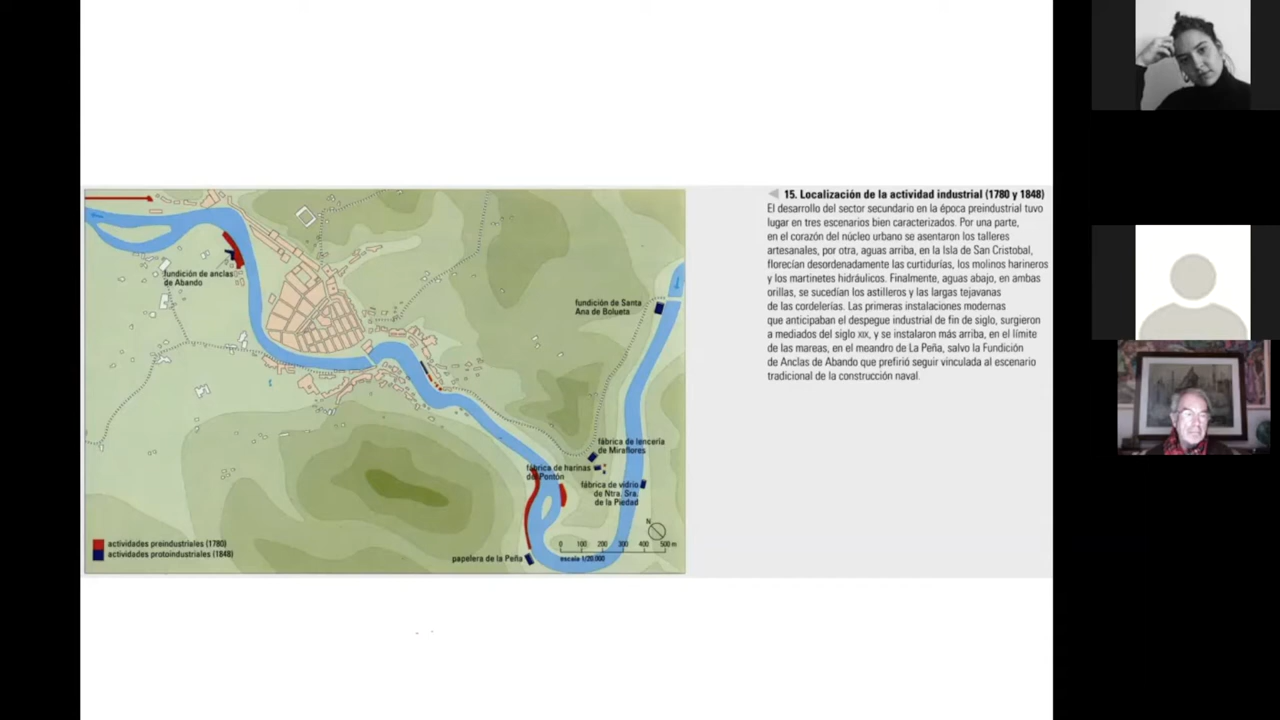 15. Localización de la actividad industrial (1780 y 1848)
El desarrollo del sector secundario en la época preindustrial tuvo
lugar en tres escenarios bien caracterizados. Por una parte,
en el corazón del núcleo urbano se asentaron los talleres
artesanales, por otra, aguas arriba, en la Isla de San Cristobal,
florecían desordenadamente las curtidurías, los molinos harineros
y los martinetes hidráulicos. Finalmente, aguas abajo, en ambas
orillas, se sucedían los astilleros y las largas tejavanas
de las cordelerías. Las primeras instalaciones modernas
que anticipaban el despegue industrial de fin de siglo, surgieron
a mediados del siglo XIX, y se instalaron más arriba, en el límite
de las mareas, en el meandro de La Peña, salvo la Fundición
de Anclas de Abando que prefirió seguir vinculada al escenario
tradicional de la construcción naval.
fundición de anclas
de Abando
fundición de Santa
Ana de Bolueta
fábrica de lencería
de Miraflores
fábrica de harinas
del Pontón
fábrica de vidrio
de Ntra. Sra.
de la Piedad
papelera de la Peña
N
0 100 200 300 400 500 m
escala 1/20.000
actividades preindustriales (1780)
actividades protoindustriales (1848)